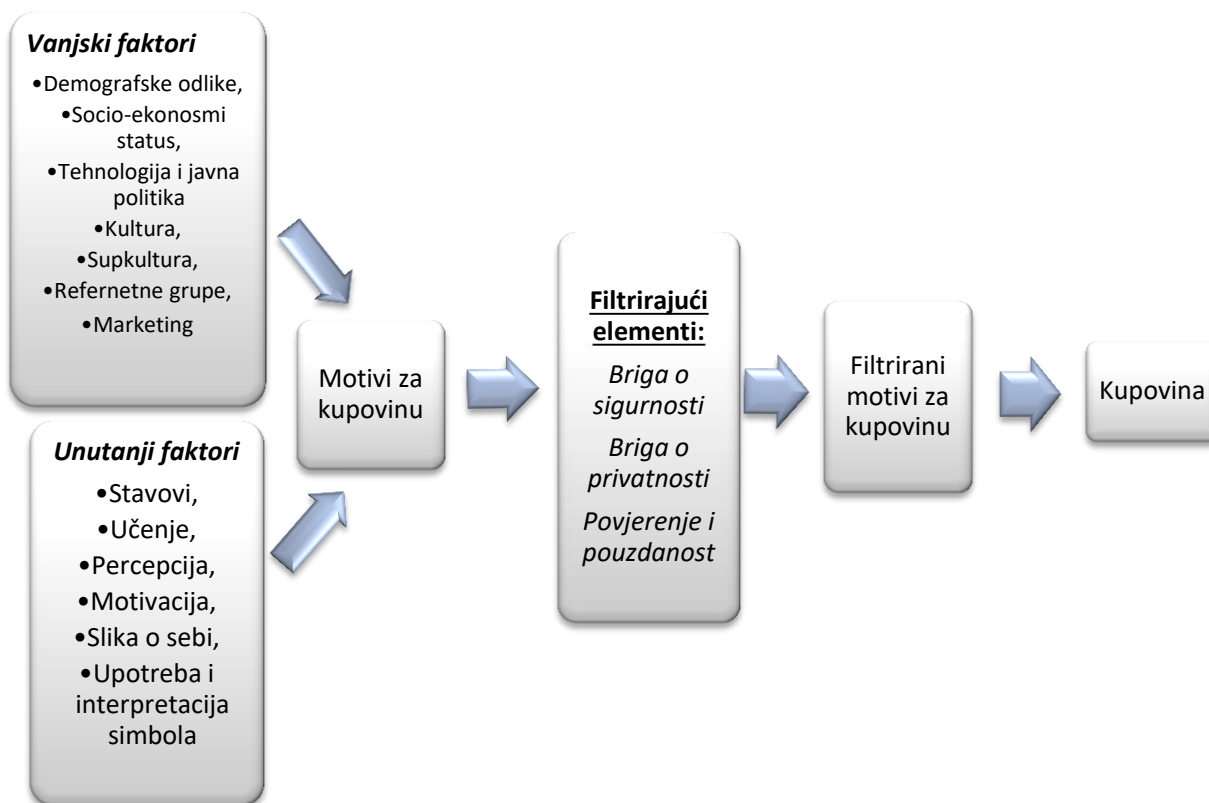 Vanjski faktori
•Demografske odlike,
•Socio-ekonosmi
status,
•Tehnologija i javna
politika
•Kultura,
•Supkultura,
•Refernetne grupe,
•Marketing
Unutanji faktori
•Stavovi,
•Učenje,
•Percepcija,
•Motivacija,
•Slika o sebi,
•Upotreba i
interpretacija
simbola
Motivi za
kupovinu
Filtrirajući
elementi:
Briga o
sigurnosti
Briga o
privatnosti
Povjerenje i
pouzdanost
Filtrirani
motivi za
kupovinu
Kupovina